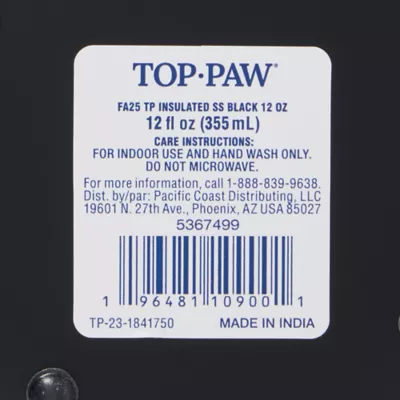 TOP•PAW®
FA25 TP INSULATED SS BLACK 12 OZ
12 fl oz (355 mL)
CARE INSTRUCTIONS:
FOR INDOOR USE AND HAND WASH ONLY.
DO NOT MICROWAVE.
For more information, call 1-888-839-9638.
Dist. by/par: Pacific Coast Distributing, LLC
19601 N. 27th Ave., Phoenix, AZ USA 85027
5367499
1 96481 10900 1
TP-23-1841750 MADE IN INDIA